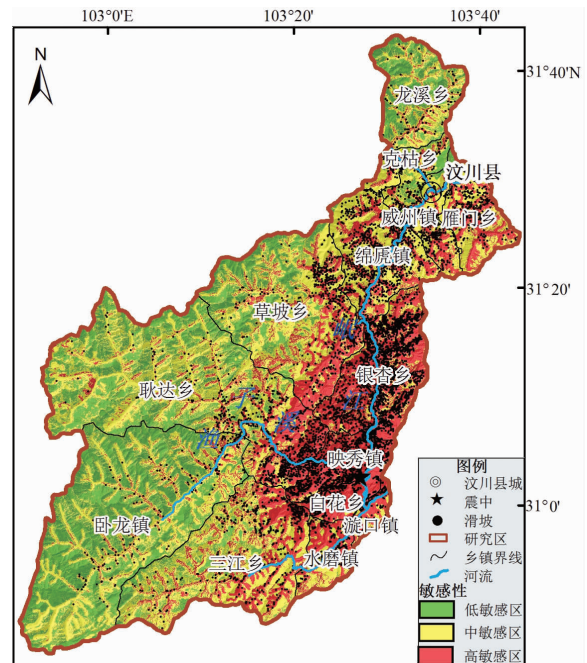 103°0′E
103°20′
103°40′
N
31°40′N
龙溪乡
克枯乡
汶川县
威州镇
雁门乡
绵虒镇
31°20′
草坡乡
银杏乡
耿达乡
映秀镇
31°0′
白花乡
漩口镇
卧龙镇
三江乡
水磨镇
图例
汶川县城
震中
滑坡
研究区
乡镇界线
河流
敏感性
低敏感区
中敏感区
高敏感区